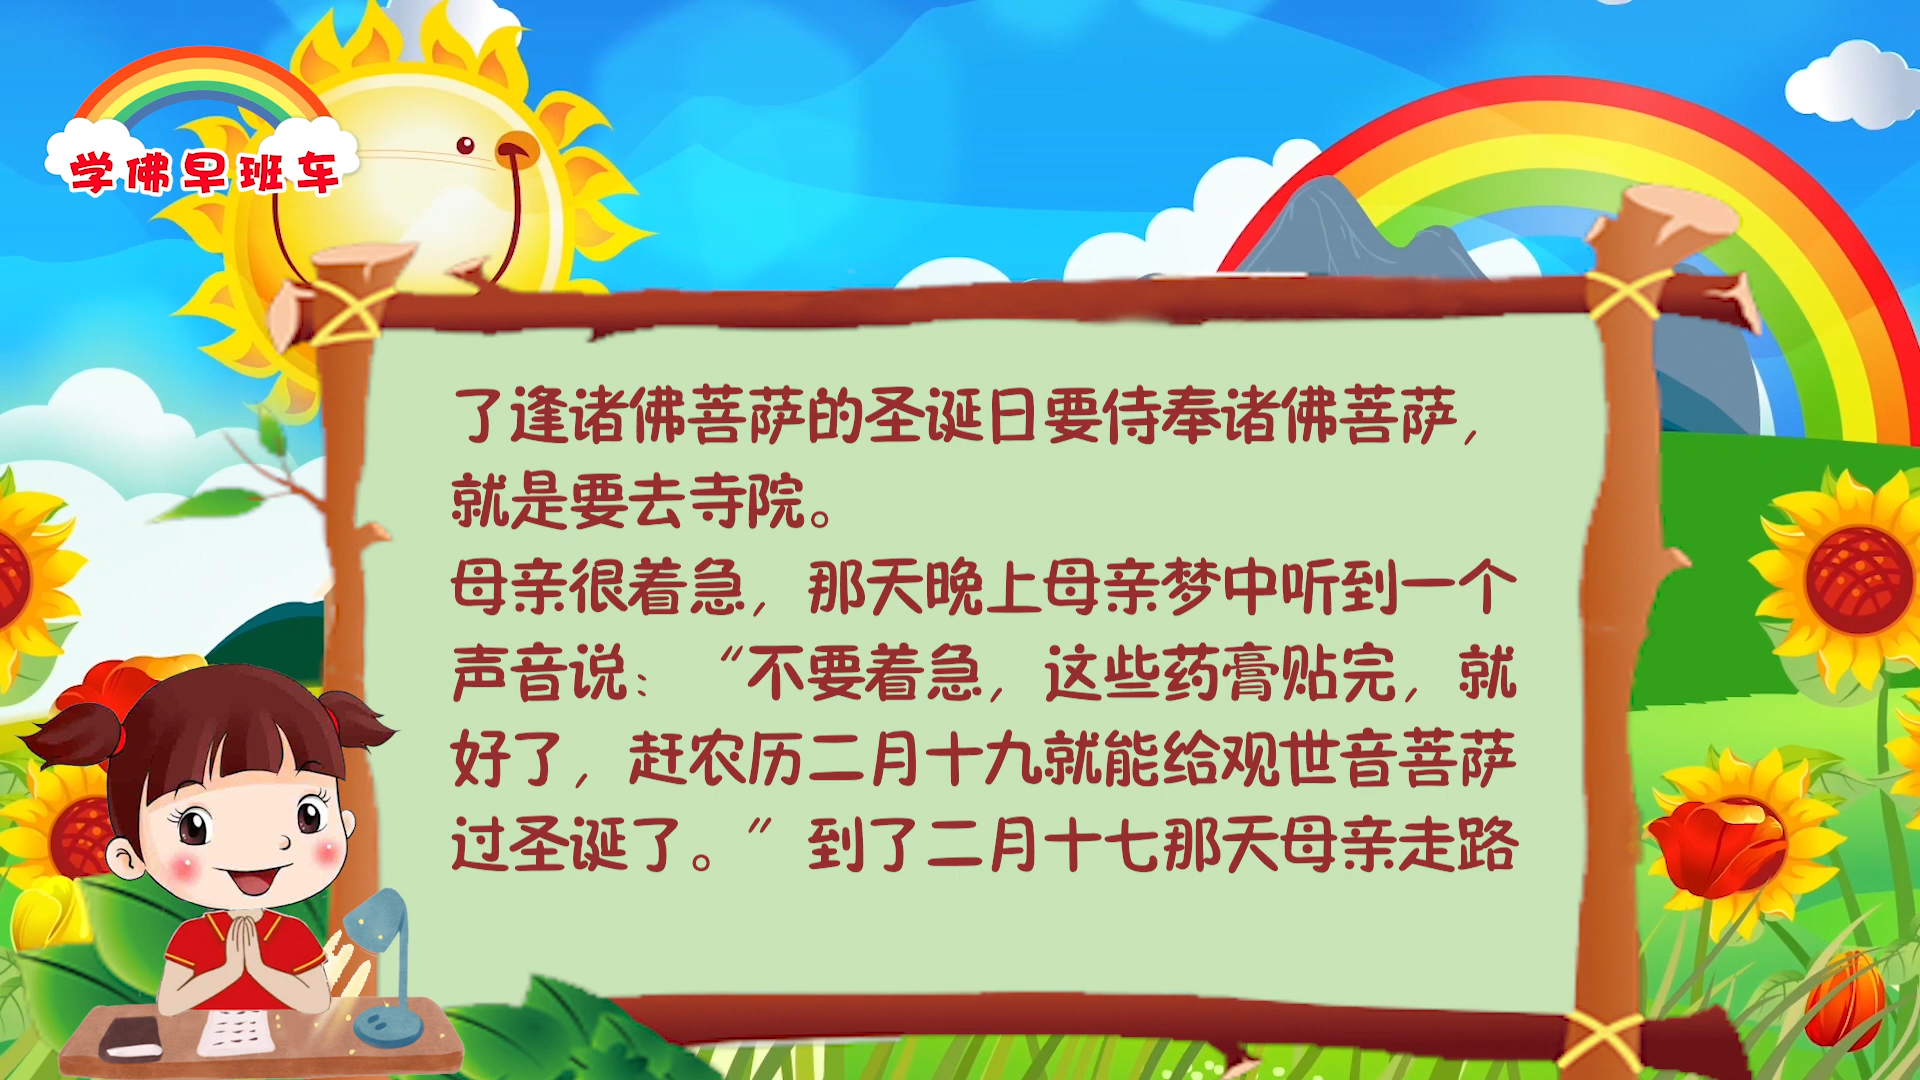 学佛早班车
了逢诸佛菩萨的圣诞日要侍奉诸佛菩萨，
就是要去寺院。
母亲很着急，那天晚上母亲梦中听到一个
声音说：“不要着急，这些药膏贴完，就
好了，赶农历二月十九就能给观世音菩萨
过圣诞了。”到了二月十七那天母亲走路